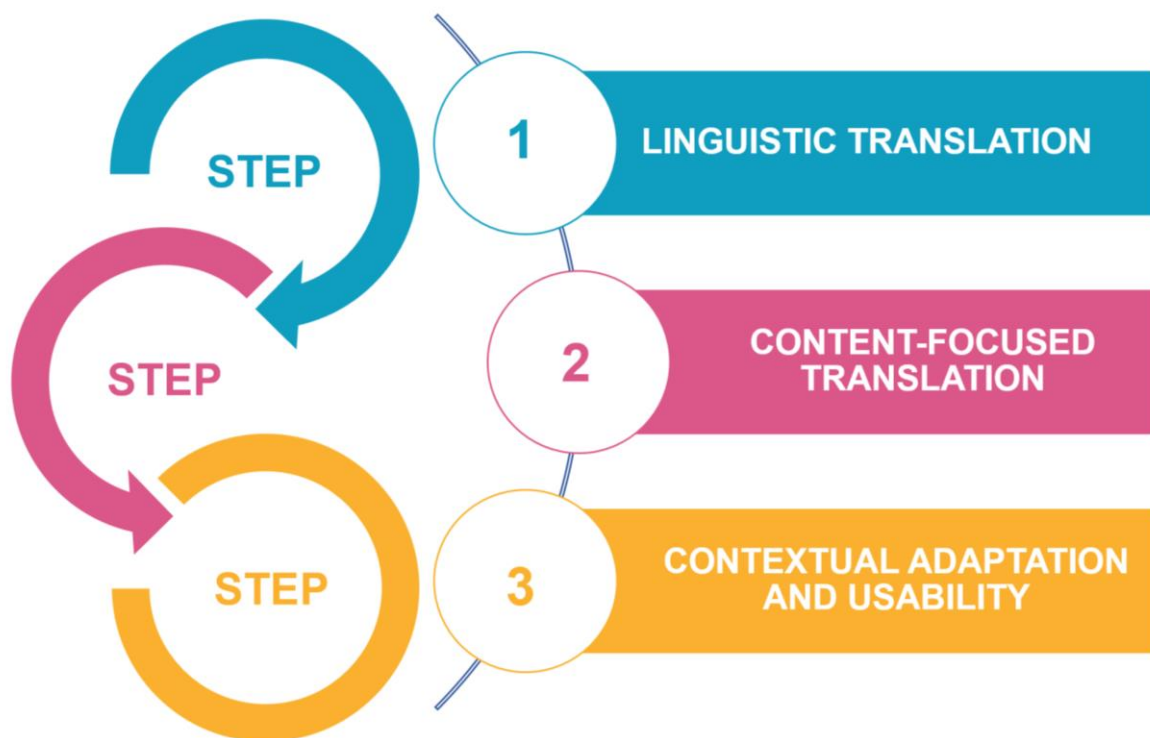 STEP
1
LINGUISTIC TRANSLATION
STEP
2
CONTENT-FOCUSED
TRANSLATION
STEP
3
CONTEXTUAL ADAPTATION
AND USABILITY